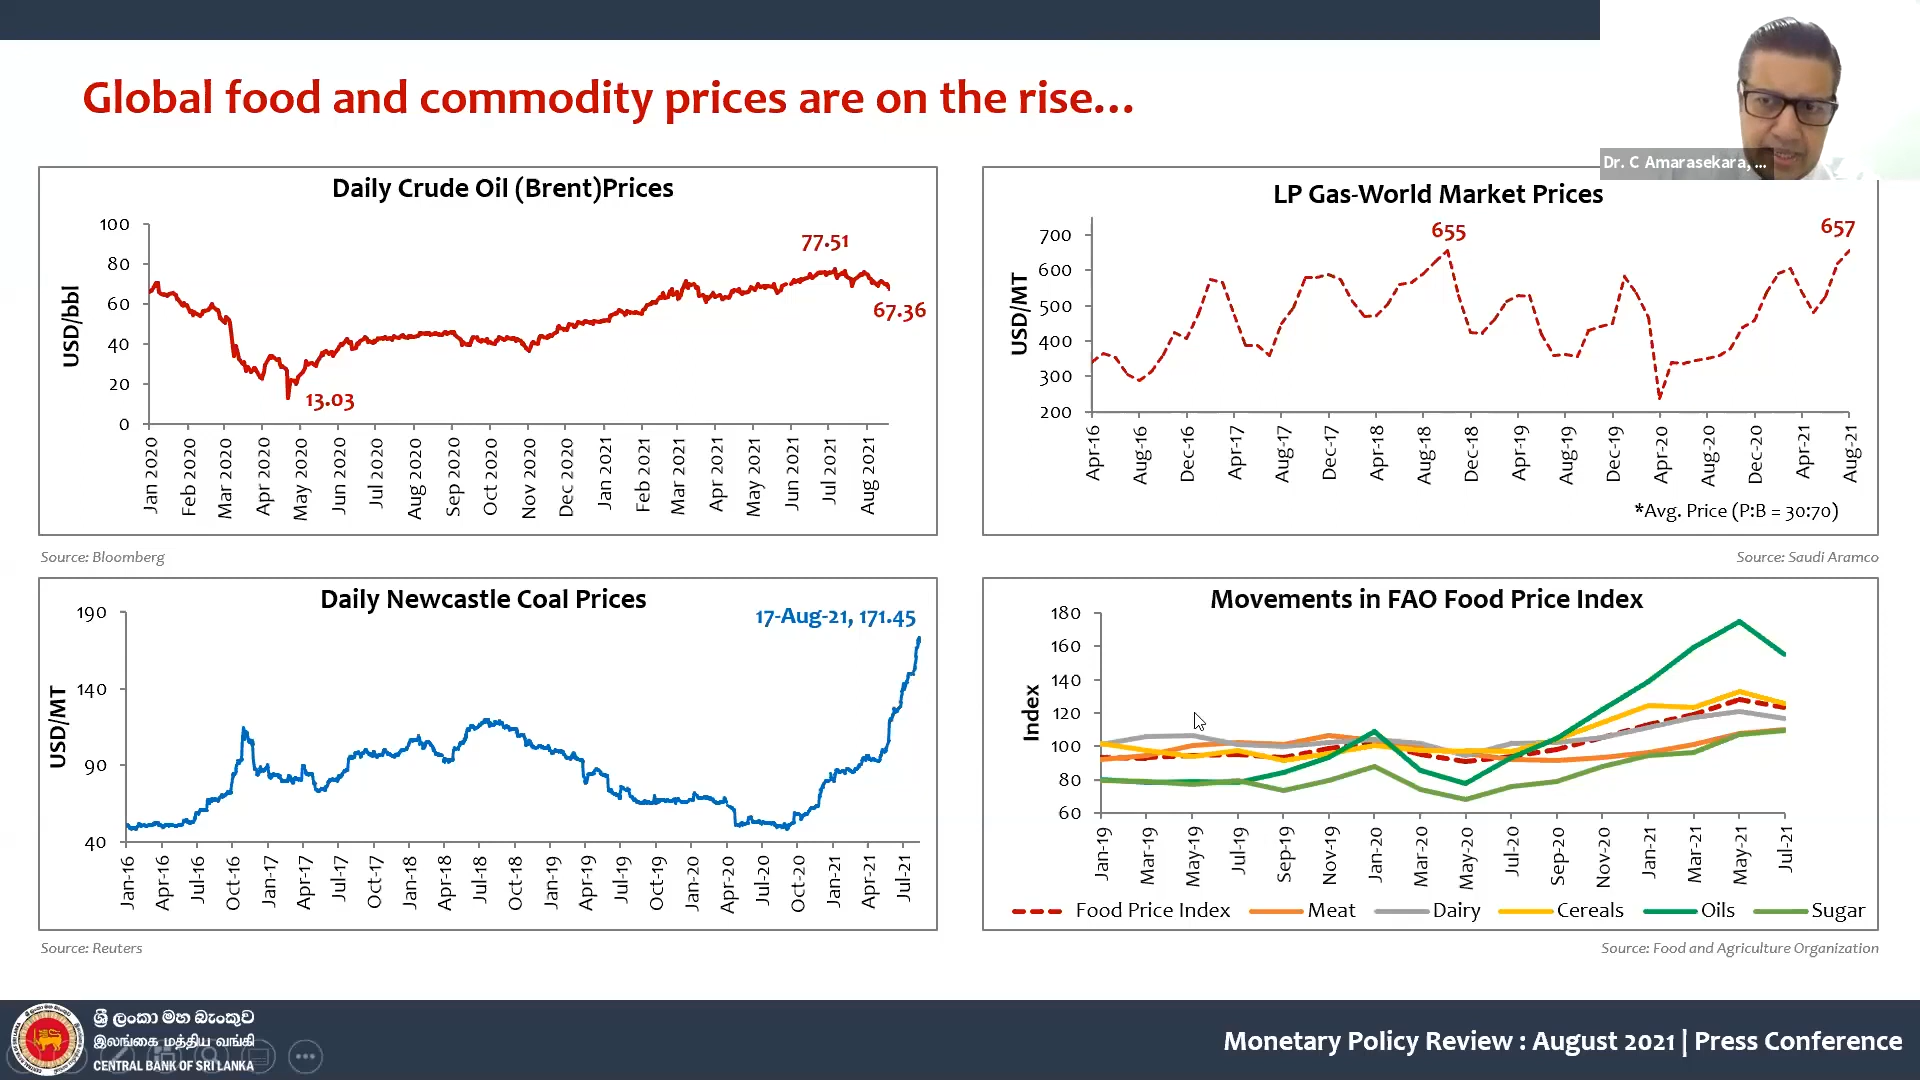 Global food and commodity prices are on the rise...
Dr. C Amarasekara, ...
Daily Crude Oil (Brent)Prices
USD/bbl
100
80
60
40
20
0
77.51
67.36
13.03
Jan 2020
Feb 2020
Mar 2020
Apr 2020
May 2020
Jun 2020
Jul 2020
Aug 2020
Sep 2020
Oct 2020
Nov 2020
Dec 2020
Jan 2021
Feb 2021
Mar 2021
Apr 2021
May 2021
Jun 2021
Jul 2021
Aug 2021
Source: Bloomberg
LP Gas-World Market Prices
USD/MT
700
600
500
400
300
200
655
657
Apr-16
Aug-16
Dec-16
Apr-17
Aug-17
Dec-17
Apr-18
Aug-18
Dec-18
Apr-19
Aug-19
Dec-19
Apr-20
Aug-20
Dec-20
Apr-21
Aug-21
*Avg. Price (P:B = 30:70)
Source: Saudi Aramco
Daily Newcastle Coal Prices
USD/MT
190
140
90
40
17-Aug-21, 171.45
Jan-16
Apr-16
Jul-16
Oct-16
Jan-17
Apr-17
Jul-17
Oct-17
Jan-18
Apr-18
Jul-18
Oct-18
Jan-19
Apr-19
Jul-19
Oct-19
Jan-20
Apr-20
Jul-20
Oct-20
Jan-21
Apr-21
Jul-21
Source: Reuters
Movements in FAO Food Price Index
Index
180
160
140
120
100
80
60
Jan-19
Mar-19
May-19
Jul-19
Sep-19
Nov-19
Jan-20
Mar-20
May-20
Jul-20
Sep-20
Nov-20
Jan-21
Mar-21
May-21
Jul-21
Food Price Index Meat Dairy Cereals Oils Sugar
Source: Food and Agriculture Organization
ශ්‍රී ලංකා මහ බැංකුව
இலங்கை மத்திய வங்கி
CENTRAL BANK OF SRI LANKA
Monetary Policy Review : August 2021 | Press Conference